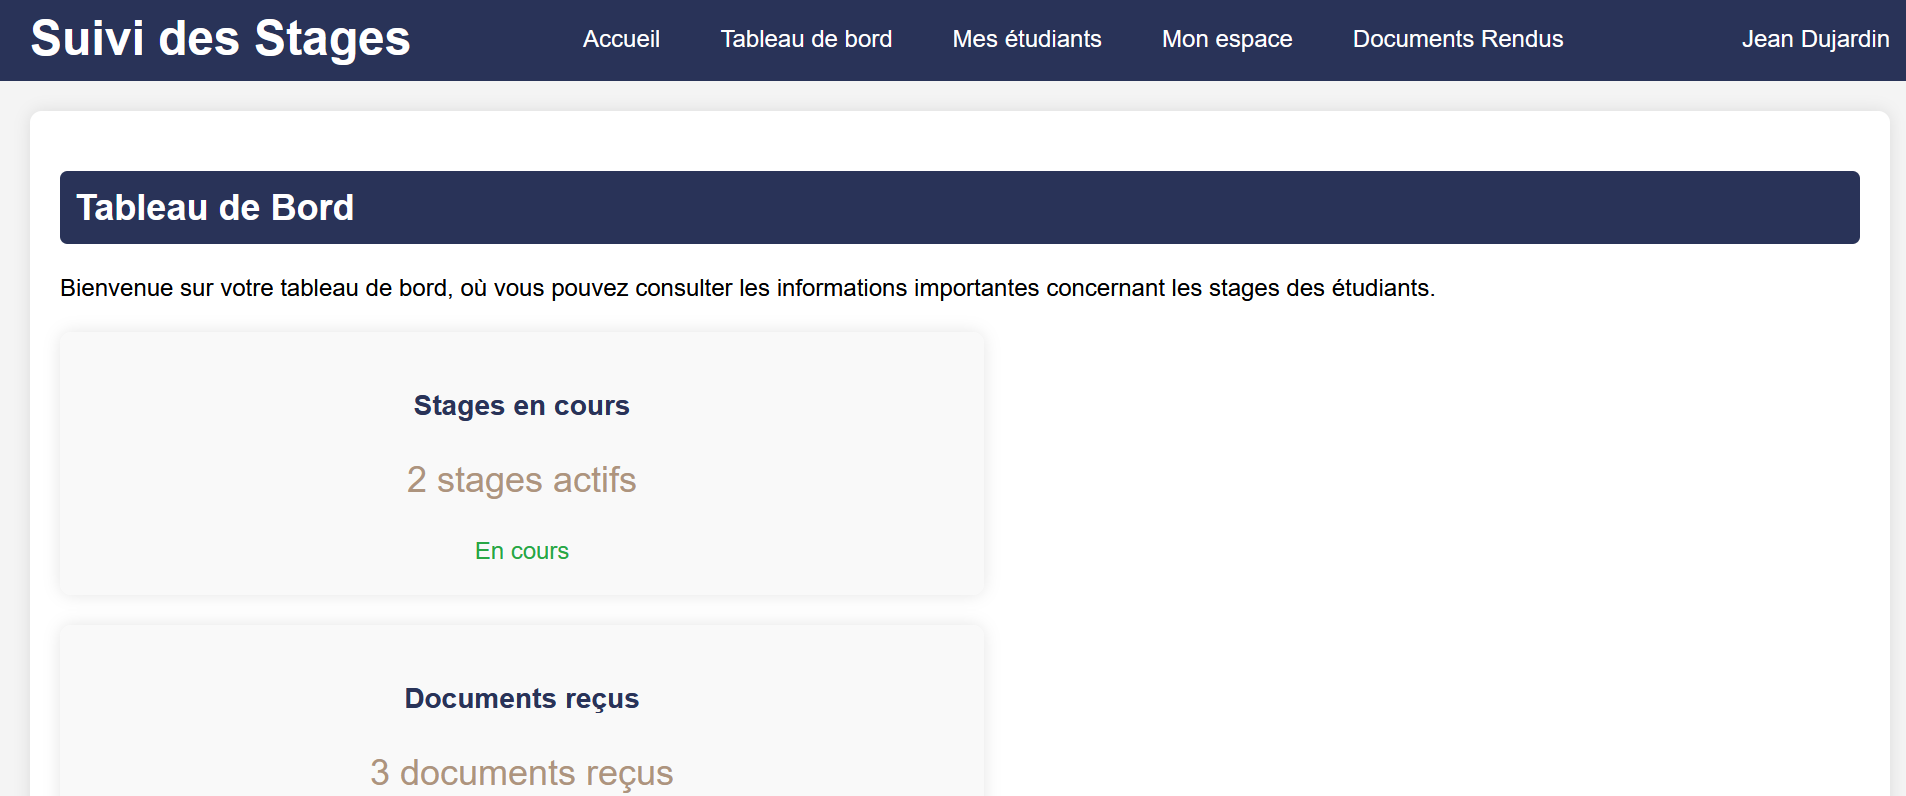 Suivi des Stages
Accueil
Tableau de bord
Mes étudiants
Mon espace
Documents Rendus
Jean Dujardin
Tableau de Bord
Bienvenue sur votre tableau de bord, où vous pouvez consulter les informations importantes concernant les stages des étudiants.
Stages en cours
2 stages actifs
En cours
Documents reçus
3 documents reçus